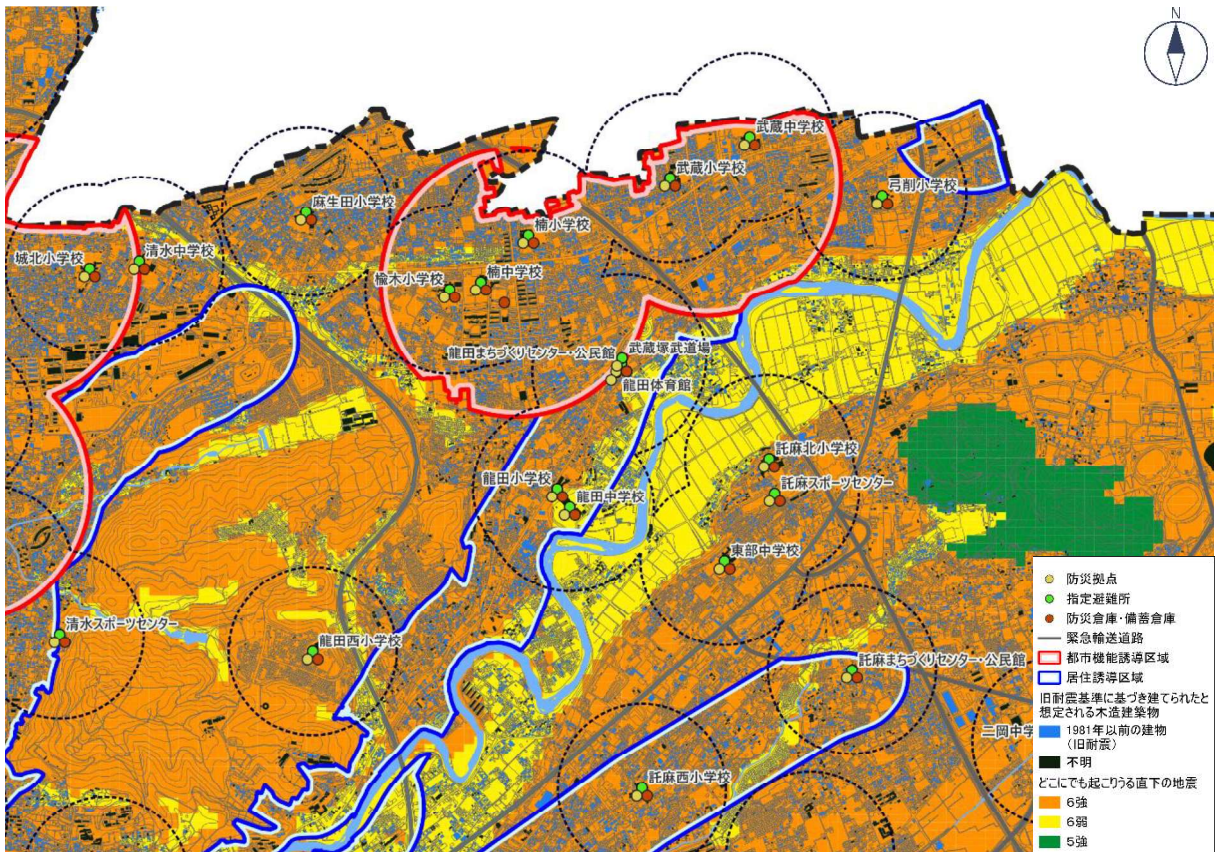 N
武蔵中学校
武蔵小学校
弓削小学校
麻生田小学校
楠小学校
清水中学校
城北小学校
楠中学校
楡木小学校
武蔵塚武道場
龍田まちづくりセンター・公民館
龍田体育館
託麻北小学校
龍田小学校
託麻スポーツセンター
龍田中学校
東部中学校
清水スポーツセンター
龍田西小学校
託麻まちづくりセンター・公民館
二岡中学
託麻西小学校
防災拠点
指定避難所
防災倉庫・備蓄倉庫
緊急輸送道路
都市機能誘導区域
居住誘導区域
旧耐震基準に基づき建てられたと
想定される木造建築物
1981年以前の建物
（旧耐震）
不明
どこにでも起こりうる直下の地震
6強
6弱
5強